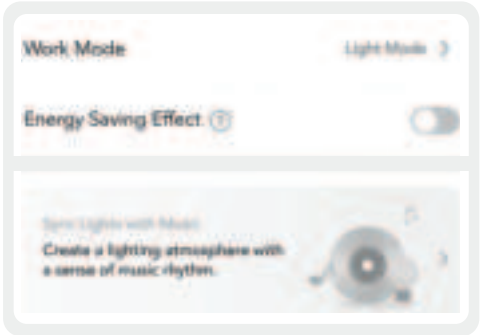 Work Mode
Light Mode
Energy Saving Effect
Sync Lights with Music
Create a lighting atmosphere with
a sense of music rhythm.